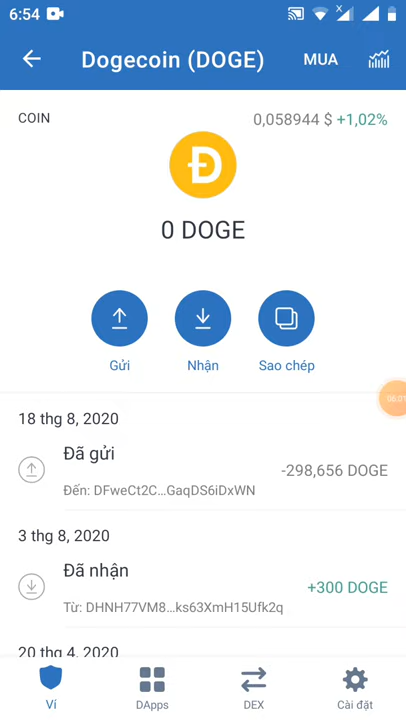 6:54
Dogecoin (DOGE)
MUA
COIN
0,058944 $ +1,02%
0 DOGE
Gửi
Nhận
Sao chép
06:01
18 thg 8, 2020
Đã gửi
-298,656 DOGE
Đến: DFweCt2C...GaqDS6iDxWN
3 thg 8, 2020
Đã nhận
+300 DOGE
Từ: DHNH77VM8...ks63XmH15Ufk2q
20 thg 4, 2020
Ví
DApps
DEX
Cài đặt